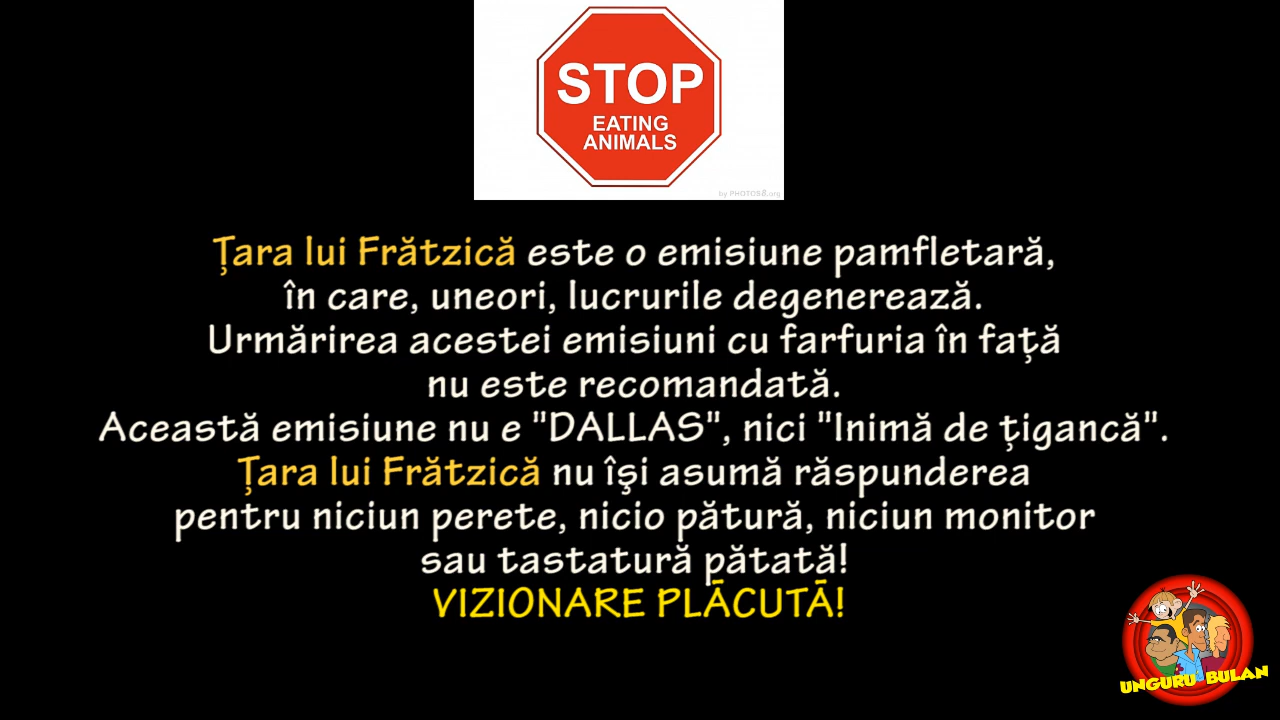 STOP
EATING
ANIMALS
by PHOTOS8.org
Țara lui Frătzică este o emisiune pamfletară,
în care, uneori, lucrurile degenerează.
Urmărirea acestei emisiuni cu farfuria în față
nu este recomandată.
Această emisiune nu e "DALLAS", nici "Inimă de țigancă".
Țara lui Frătzică nu îşi asumă răspunderea
pentru niciun perete, nicio pătură, niciun monitor
sau tastatură pătată!
VIZIONARE PLĂCUTĂ!
UNGURU BULAN